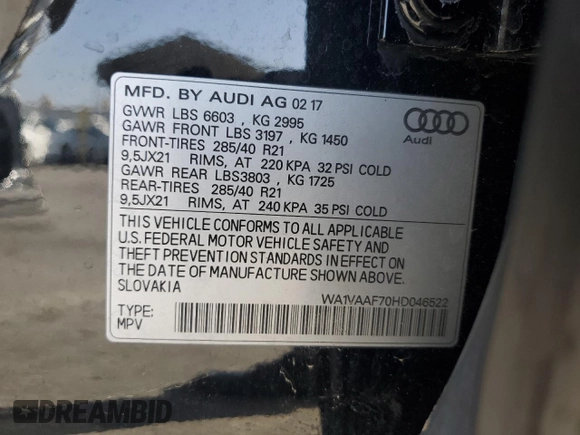 MFD. BY AUDI AG 02 17
GVWR LBS 6603 , KG 2995
GAWR FRONT LBS 3197 , KG 1450
FRONT-TIRES 285/40 R21
9,5JX21 RIMS, AT 220 KPA 32 PSI COLD
GAWR REAR LBS3803 , KG 1725
REAR-TIRES 285/40 R21
9,5JX21 RIMS, AT 240 KPA 35 PSI COLD
Audi
THIS VEHICLE CONFORMS TO ALL APPLICABLE
U.S. FEDERAL MOTOR VEHICLE SAFETY AND
THEFT PREVENTION STANDARDS IN EFFECT ON
THE DATE OF MANUFACTURE SHOWN ABOVE.
SLOVAKIA
WA1VAAF70HD046522
TYPE:
MPV
DREAMBID